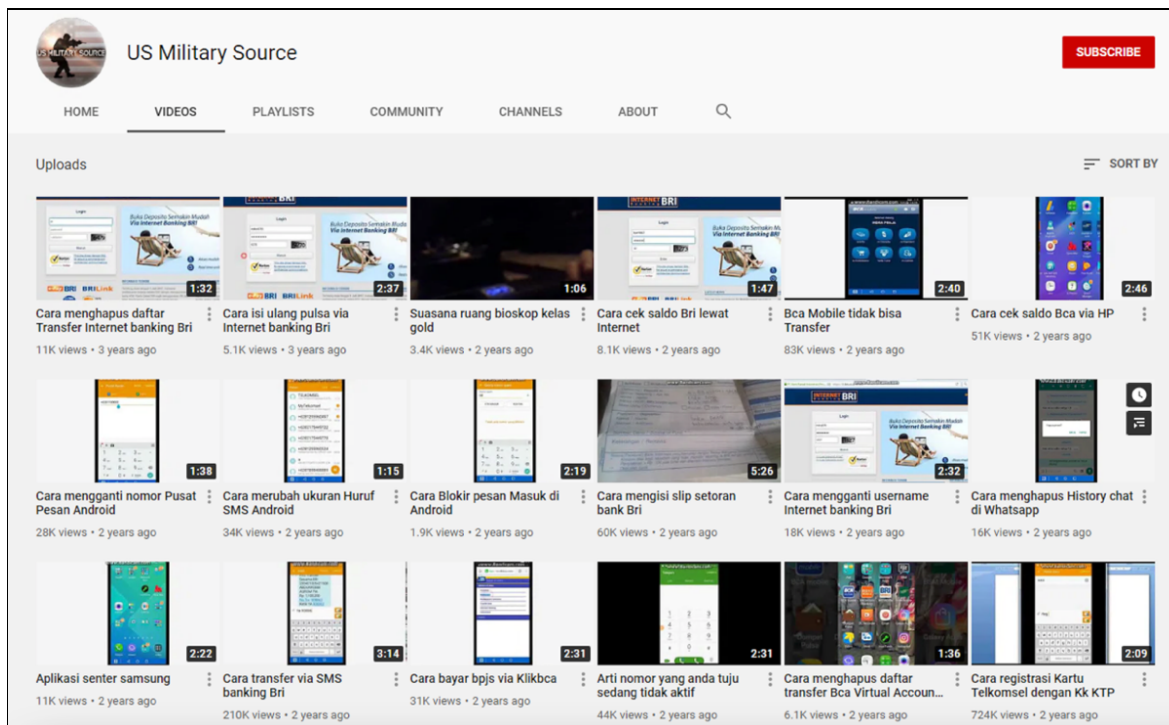 US MILITARY SOURCE
US Military Source
SUBSCRIBE
HOME VIDEOS PLAYLISTS COMMUNITY CHANNELS ABOUT
Uploads
SORT BY
1:32 2:37 1:06 1:47 2:40 2:46
Cara menghapus daftar
Transfer Internet banking Bri
11K views • 3 years ago
Cara isi ulang pulsa via
Internet banking Bri
5.1K views • 3 years ago
Suasana ruang bioskop kelas
gold
3.4K views • 2 years ago
Cara cek saldo Bri lewat
Internet
8.1K views • 2 years ago
Bca Mobile tidak bisa
Transfer
83K views • 2 years ago
Cara cek saldo Bca via HP
51K views • 2 years ago
1:38 1:15 2:19 5:26 2:32
Cara mengganti nomor Pusat
Pesan Android
28K views • 2 years ago
Cara merubah ukuran Huruf
SMS Android
34K views • 2 years ago
Cara Blokir pesan Masuk di
Android
1.9K views • 2 years ago
Cara mengisi slip setoran
bank Bri
60K views • 2 years ago
Cara mengganti username
Internet banking Bri
18K views • 2 years ago
Cara menghapus History chat
di Whatsapp
16K views • 2 years ago
2:22 3:14 2:31 2:31 1:36 2:09
Aplikasi senter samsung
11K views • 2 years ago
Cara transfer via SMS
banking Bri
210K views • 2 years ago
Cara bayar bpjs via Klikbca
31K views • 2 years ago
Arti nomor yang anda tuju
sedang tidak aktif
44K views • 2 years ago
Cara menghapus daftar
transfer Bca Virtual Accoun...
6.1K views • 2 years ago
Cara registrasi Kartu
Telkomsel dengan Kk KTP
724K views • 2 years ago